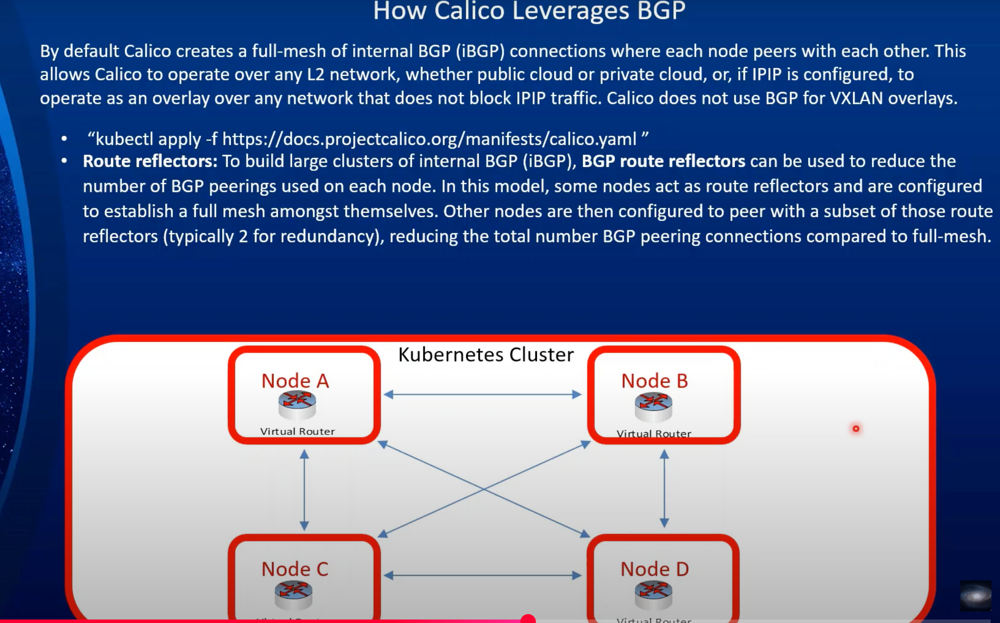 How Calico Leverages BGP
By default Calico creates a full-mesh of internal BGP (iBGP) connections where each node peers with each other. This
allows Calico to operate over any L2 network, whether public cloud or private cloud, or, if IPIP is configured, to
operate as an overlay over any network that does not block IPIP traffic. Calico does not use BGP for VXLAN overlays.
• “kubectl apply -f https://docs.projectcalico.org/manifests/calico.yaml ”
• Route reflectors: To build large clusters of internal BGP (iBGP), BGP route reflectors can be used to reduce the
number of BGP peerings used on each node. In this model, some nodes act as route reflectors and are configured
to establish a full mesh amongst themselves. Other nodes are then configured to peer with a subset of those route
reflectors (typically 2 for redundancy), reducing the total number BGP peering connections compared to full-mesh.
Kubernetes Cluster
Node A
Virtual Router
Node B
Virtual Router
Node C
Virtual Router
Node D
Virtual Router